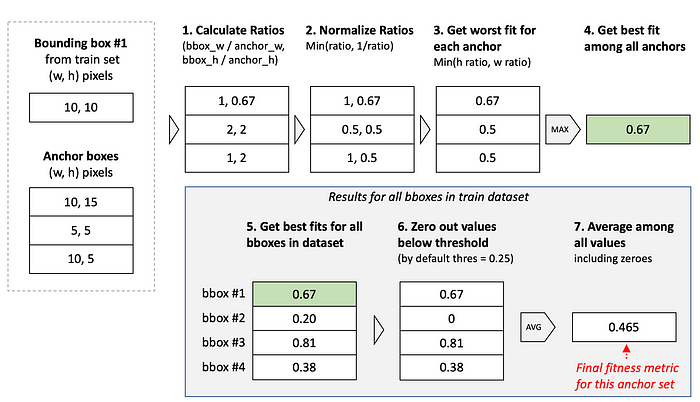 Bounding box #1
from train set
(w, h) pixels
10, 10
Anchor boxes
(w, h) pixels
10, 15
5, 5
10, 5
1. Calculate Ratios
(bbox_w / anchor_w,
bbox_h / anchor_h)
1, 0.67
2, 2
1, 2
2. Normalize Ratios
Min(ratio, 1/ratio)
1, 0.67
0.5, 0.5
1, 0.5
3. Get worst fit for
each anchor
Min(h ratio, w ratio)
0.67
0.5
0.5
MAX
4. Get best fit
among all anchors
0.67
Results for all bboxes in train dataset
5. Get best fits for all
bboxes in dataset
bbox #1 0.67
bbox #2 0.20
bbox #3 0.81
bbox #4 0.38
6. Zero out values
below threshold
(by default thres = 0.25)
0.67
0
0.81
0.38
AVG
7. Average among
all values
including zeroes
0.465
Final fitness metric
for this anchor set